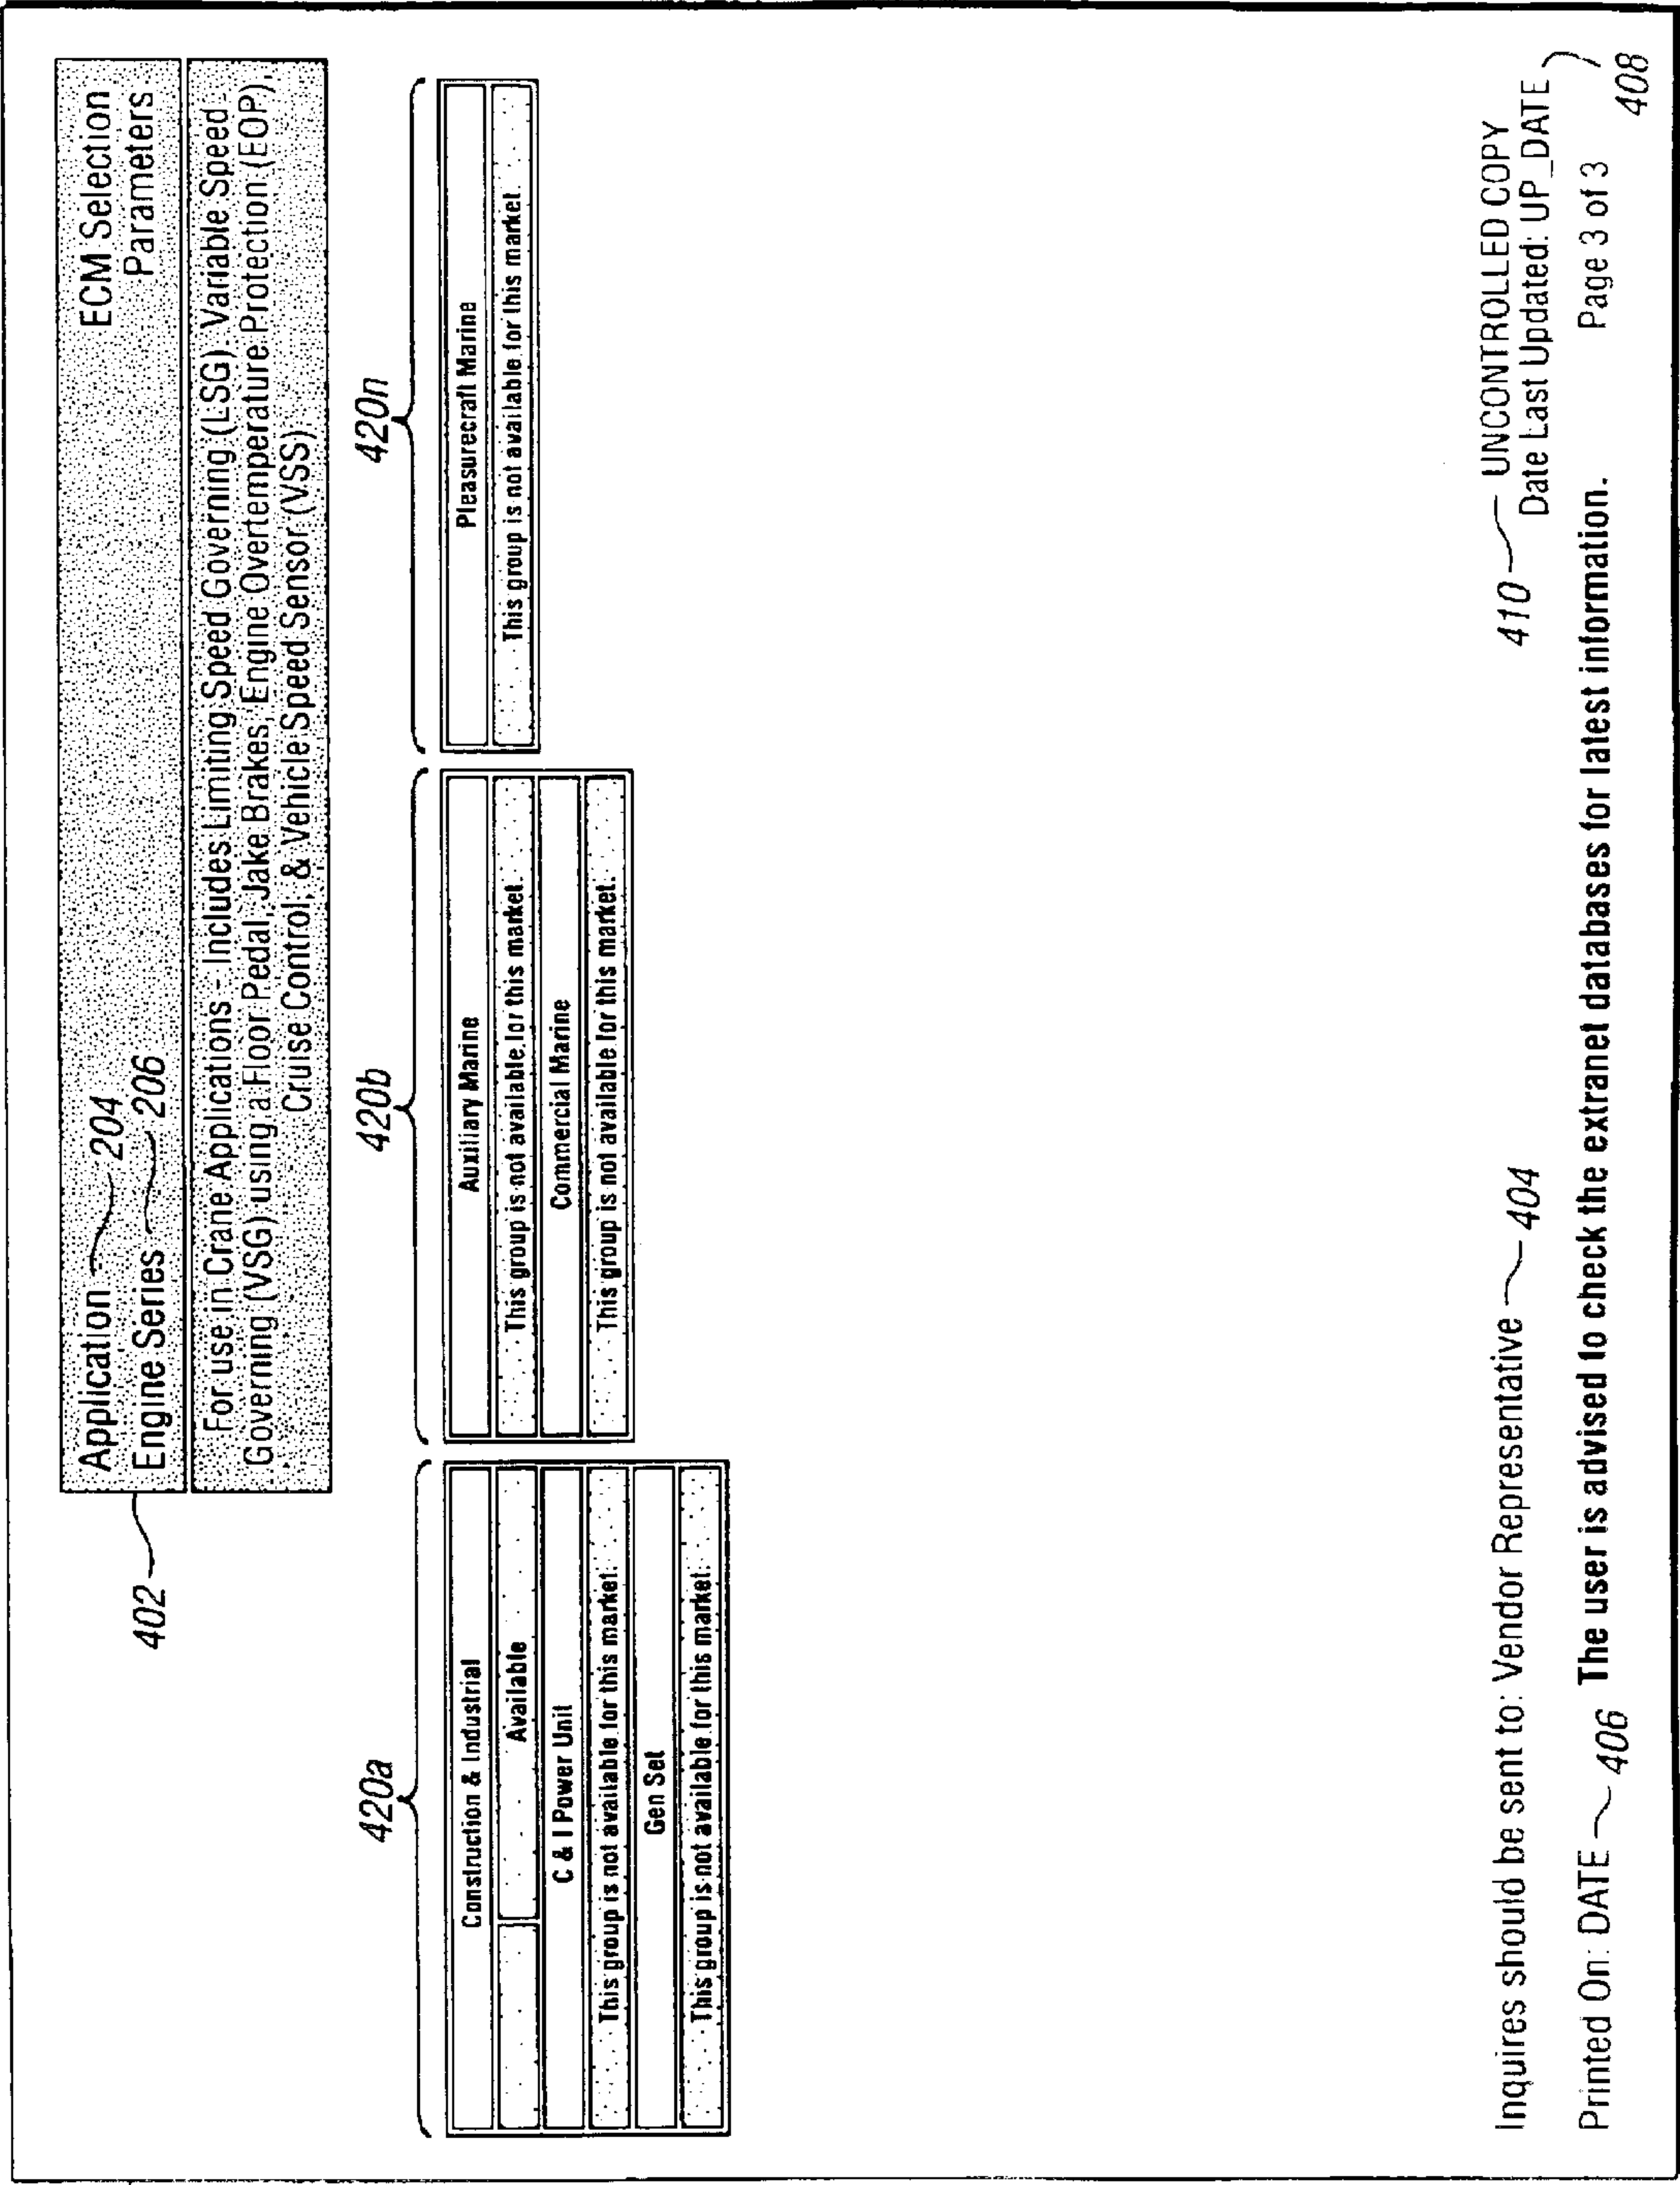 402
Application 204
Engine Series 206
ECM Selection
Parameters
For use in Crane Applications - Includes Limiting Speed Governing (LSG). Variable Speed
Governing (VSG) using a Floor Pedal, Jake Brakes, Engine Overtemperature Protection (EOP),
Cruise Control, & Vehicle Speed Sensor (VSS).
420a
Construction & Industrial
Available
C & I Power Unit
This group is not available for this market.
Gen Set
This group is not available for this market.
420b
Auxiliary Marine
This group is not available for this market.
Commercial Marine
This group is not available for this market.
420n
Pleasurecraft Marine
This group is not available for this market.
Inquires should be sent to: Vendor Representative 404
410 UNCONTROLLED COPY
Date Last Updated: UP_DATE
Printed On: DATE 406 The user is advised to check the extranet databases for latest information.
Page 3 of 3
408